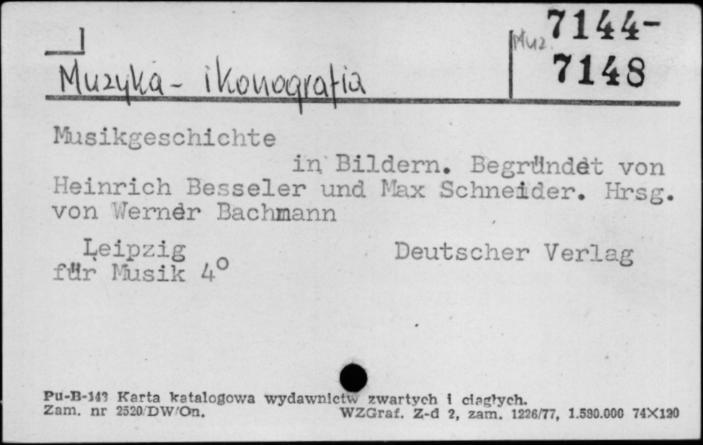 Muz. 7144-
7148
Muzyka - ikonografia
Musikgeschichte
in Bildern. Begründet von
Heinrich Besseler und Max Schneider. Hrsg.
von Werner Bachmann
Leipzig Deutscher Verlag
für Musik 4°
Pu-B-143 Karta katalogowa wydawnictw zwartych i ciągłych.
Zam. nr 2520/DW/On. WZGraf. Z-d 2, zam. 1226/77, 1.580.000 74X120